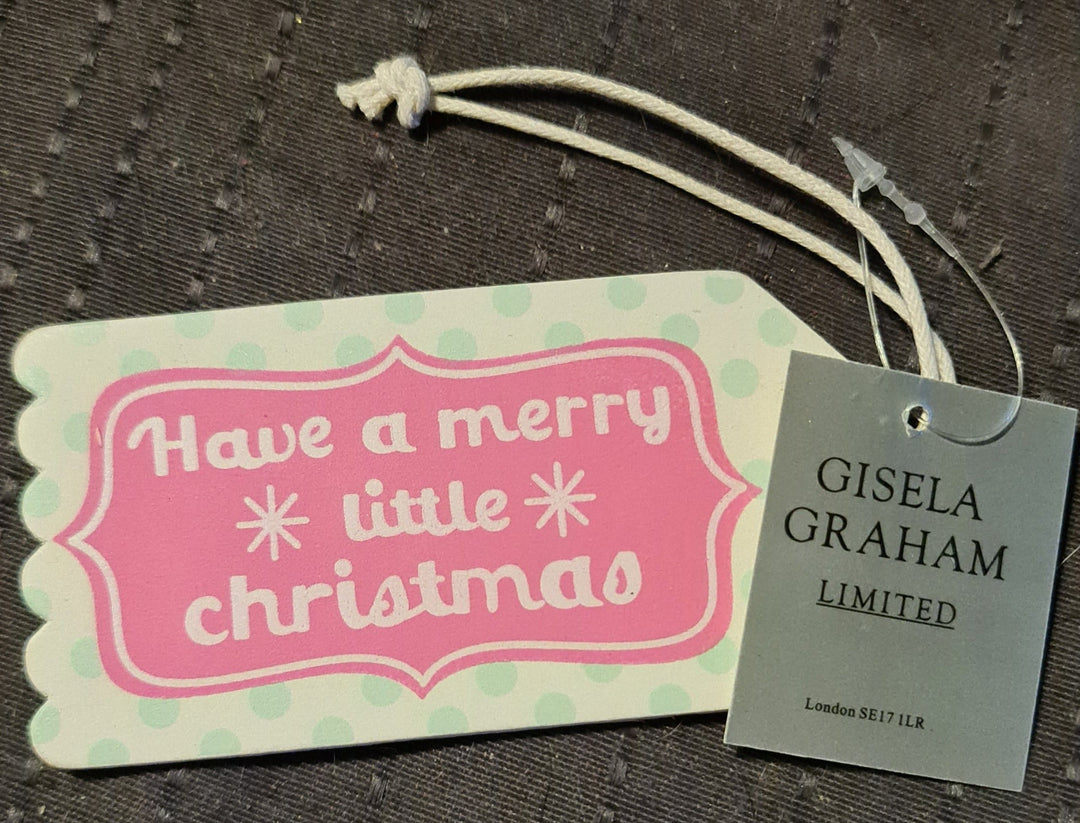 Have a merry
little
christmas
GISELA
GRAHAM
LIMITED
London SE17 1LR